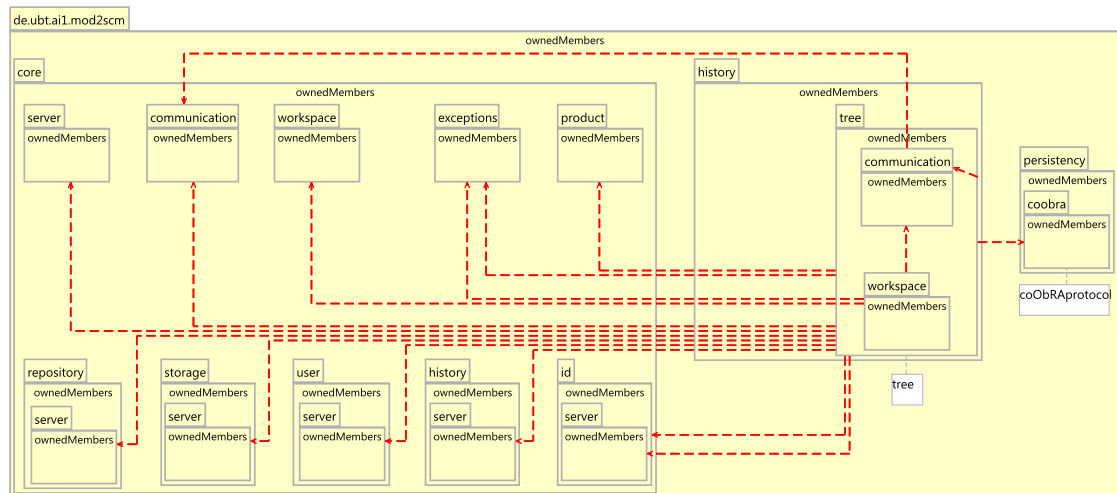 de.ubt.ai1.mod2scm
ownedMembers
core
history
ownedMembers
ownedMembers
server
communication
workspace
exceptions
product
tree
ownedMembers
ownedMembers
ownedMembers
ownedMembers
ownedMembers
ownedMembers
communication
persistency
ownedMembers
ownedMembers
coobra
ownedMembers
workspace
coObRAprotocol
ownedMembers
repository
storage
user
history
id
tree
ownedMembers
ownedMembers
ownedMembers
ownedMembers
ownedMembers
server
server
server
server
server
ownedMembers
ownedMembers
ownedMembers
ownedMembers
ownedMembers